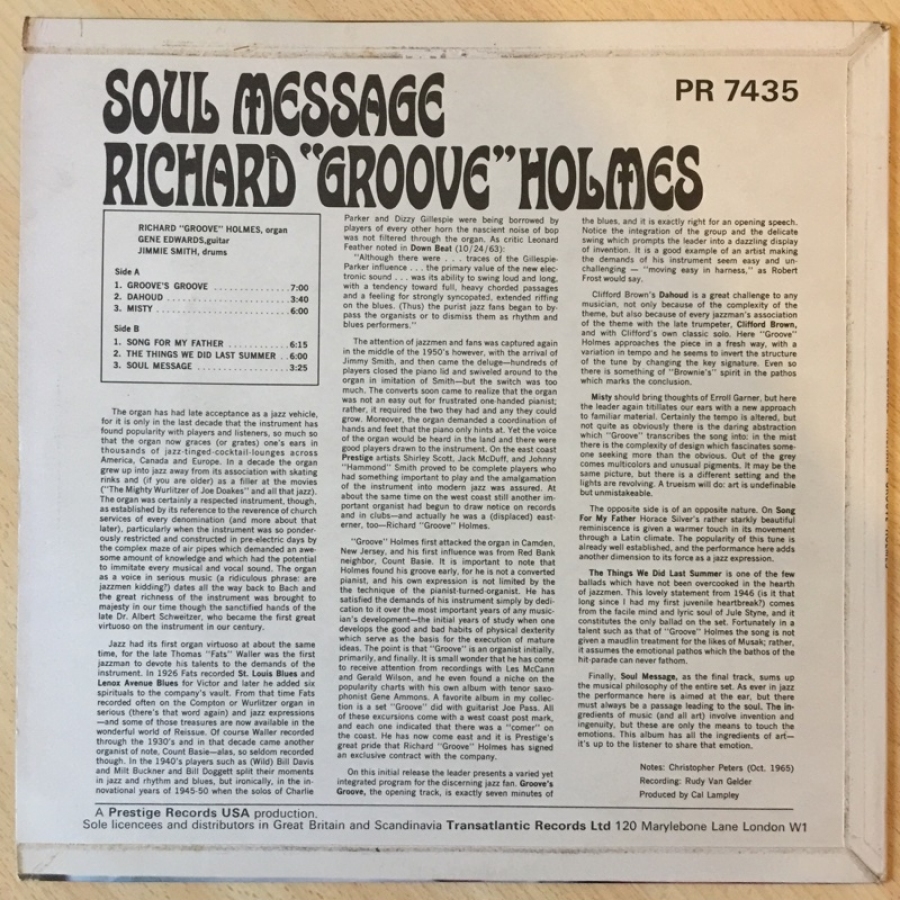 SOUL MESSAGE
PR 7435
RICHARD "GROOVE" HOLMES
RICHARD "GROOVE" HOLMES, organ
GENE EDWARDS,guitar
JIMMIE SMITH, drums
Side A
1. GROOVE'S GROOVE ................7:00
2. DAHOUD ................3:40
3. MISTY ................6:00
Side B
1. SONG FOR MY FATHER ................6:15
2. THE THINGS WE DID LAST SUMMER ..6:00
3. SOUL MESSAGE ................3:25
The organ has had late acceptance as a jazz vehicle,
for it is only in the last decade that the instrument has
found popularity with players and listeners, so much so
that the organ now graces (or grates) one's ears in
thousands of jazz-tinged-cocktail-lounges across
America, Canada and Europe. In a decade the organ
grew up into jazz away from its association with skating
rinks and (if you are older) as a filler at the movies
("The Mighty Wurlitzer of Joe Doakes" and all that jazz).
The organ was certainly a respected instrument, though,
as established by its reference to the reverence of church
services of every denomination (and more about that
later), particularly when the instrument was so ponder-
ously restricted and constructed in pre-electric days by
the complex maze of air pipes which demanded an awe-
some amount of knowledge and which had the potential
to immitate every musical and vocal sound. The organ
as a voice in serious music (a ridiculous phrase: are
jazzmen kidding?) dates all the way back to Bach and
the great richness of the instrument was brought to
majesty in our time though the sanctified hands of the
late Dr. Albert Schweitzer, who became the first great
virtuoso on the instrument in our century.
Jazz had its first organ virtuoso at about the same
time, for the late Thomas "Fats" Waller was the first
jazzman to devote his talents to the demands of the
instrument. In 1926 Fats recorded St. Louis Blues and
Lenox Avenue Blues for Victor and later he added six
spirituals to the company's vault. From that time Fats
recorded often on the Compton or Wurlitzer organ in
serious (there's that word again) and jazz expressions
—and some of those treasures are now available in the
wonderful world of Reissue. Of course Waller recorded
through the 1930's and in that decade came another
organist of note, Count Basie—alas, so seldom recorded
though. In the 1940's players such as (Wild) Bill Davis
and Milt Buckner and Bill Doggett split their moments
in jazz and rhythm and blues, but ironically, in the in-
novational years of 1945-50 when the solos of Charlie
Parker and Dizzy Gillespie were being borrowed by
players of every other horn the nascent noise of bop
was not filtered through the organ. As critic Leonard
Feather noted in Down Beat (10/24/63):
"Although there were . . . traces of the Gillespie-
Parker influence . . . the primary value of the new elec-
tronic sound . . . was its ability to swing loud and long,
with a tendency toward full, heavy chorded passages
and a feeling for strongly syncopated, extended riffing
on the blues. (Thus) the purist jazz fans began to by-
pass the organists or to dismiss them as rhythm and
blues performers."
The attention of jazzmen and fans was captured again
in the middle of the 1950's however, with the arrival of
Jimmy Smith, and then came the deluge—hundreds of
players closed the piano lid and swiveled around to the
organ in imitation of Smith—but the switch was too
much. The converts soon came to realize that the organ
was not an easy out for frustrated one-handed pianist;
rather, it required the two they had and any they could
grow. Moreover, the organ demanded a coordination of
hands and feet that the piano only hints at. Yet the voice
of the organ would be heard in the land and there were
good players drawn to the instrument. On the east coast
Prestige artists Shirley Scott, Jack McDuff, and Johnny
"Hammond" Smith proved to be complete players who
had something important to play and the amalgamation
of the instrument into modern jazz was assured. At
about the same time on the west coast still another im-
portant organist had begun to draw notice on records
and in clubs—and actually he was a (displaced) east-
erner, too—Richard "Groove" Holmes.
"Groove" Holmes first attacked the organ in Camden,
New Jersey, and his first influence was from Red Bank
neighbor, Count Basie. It is important to note that
Holmes found his groove early, for he is not a converted
pianist, and his own expression is not limited by the
the technique of the pianist-turned-organist. He has
satisfied the demands of his instrument simply by dedi-
cation to it over the most important years of any music-
ian's development—the initial years of study when one
develops the good and bad habits of physical dexterity
which serve as the basis for the execution of mature
ideas. The point is that "Groove" is an organist initially,
primarily, and finally. It is small wonder that he has come
to receive attention from recordings with Les McCann
and Gerald Wilson, and he even found a niche on the
popularity charts with his own album with tenor saxo-
phonist Gene Ammons. A favorite album in my collec-
tion is a set "Groove" did with guitarist Joe Pass. All
of these excursions come with a west coast post mark,
and each one indicated that there was a "comer" on
the coast. He has now come east and it is Prestige's
great pride that Richard "Groove" Holmes has signed
an exclusive contract with the company.
On this initial release the leader presents a varied yet
integrated program for the discerning jazz fan. Groove's
Groove, the opening track, is exactly seven minutes of
the blues, and it is exactly right for an opening speech.
Notice the integration of the group and the delicate
swing which prompts the leader into a dazzling display
of invention. It is a good example of an artist making
the demands of his instrument seem easy and un-
challenging — "moving easy in harness," as Robert
Frost would say.
Clifford Brown's Dahoud is a great challenge to any
musician, not only because of the complexity of the
theme, but also because of every jazzman's association
of the theme with the late trumpeter, Clifford Brown,
and with Clifford's own classic solo. Here "Groove"
Holmes approaches the piece in a fresh way, with a
variation in tempo and he seems to invert the structure
of the tune by changing the key signature. Even so
there is something of "Brownie's" spirit in the pathos
which marks the conclusion.
Misty should bring thoughts of Erroll Garner, but here
the leader again titillates our ears with a new approach
to familiar material. Certainly the tempo is altered, but
not quite as obviously there is the daring abstraction
which "Groove" transcribes the song into: in the mist
there is the complexity of design which fascinates some-
one seeking more than the obvious. Out of the grey
comes multicolors and unusual pigments. It may be the
same picture, but there is a different setting and the
lights are revolving. A trueism will do: art is undefinable
but unmistakeable.
The opposite side is of an opposite nature. On Song
For My Father Horace Silver's rather starkly beautiful
reminiscence is given a warmer touch in its movement
through a Latin climate. The popularity of this tune is
already well established, and the performance here adds
another dimension to its force as a jazz expression.
The Things We Did Last Summer is one of the few
ballads which have not been overcooked in the hearth
of jazzmen. This lovely statement from 1946 (is it that
long since I had my first juvenile heartbreak?) comes
from the facile mind and lyric soul of Jule Styne, and it
constitutes the only ballad on the set. Fortunately in a
talent such as that of "Groove" Holmes the song is not
given a maudlin treatment for the likes of Musak; rather,
it assumes the emotional pathos which the bathos of the
hit-parade can never fathom.
Finally, Soul Message, as the final track, sums up
the musical philosophy of the entire set. As ever in jazz
the performance here is aimed at the ear, but there
must always be a passage leading to the soul. The in-
gredients of music (and all art) involve invention and
ingenuity, but these are only the means to touch the
emotions. This album has all the ingredients of art—
it's up to the listener to share that emotion.
Notes: Christopher Peters (Oct. 1965)
Recording: Rudy Van Gelder
Produced by Cal Lampley
A Prestige Records USA production.
Sole licencees and distributors in Great Britain and Scandinavia Transatlantic Records Ltd 120 Marylebone Lane London W1